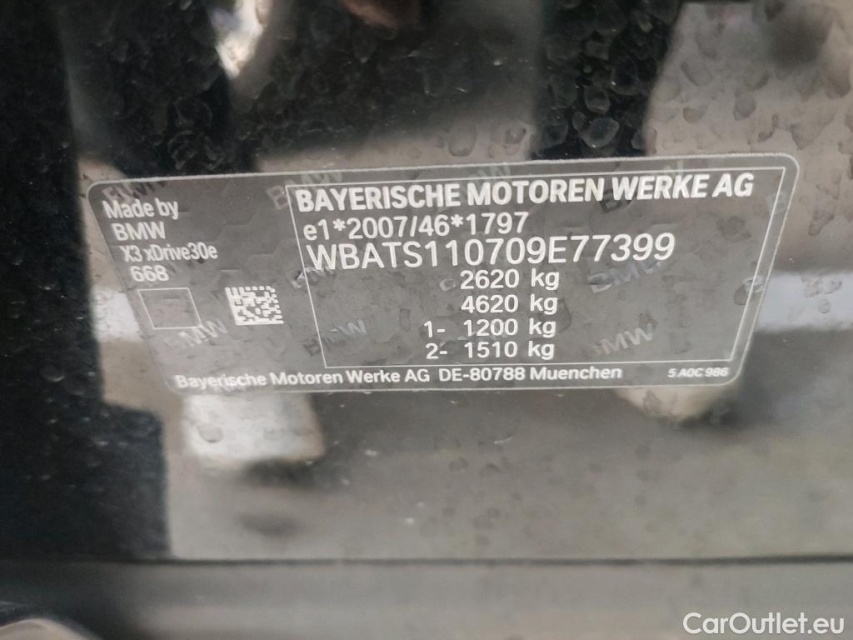 Made by
BMW
X3 xDrive30e
668
BAYERISCHE MOTOREN WERKE AG
e1*2007/46*1797
WBATS110709E77399
2620 kg
4620 kg
1- 1200 kg
2- 1510 kg
Bayerische Motoren Werke AG DE-80788 Muenchen
5 A0C 986
CarOutlet.eu